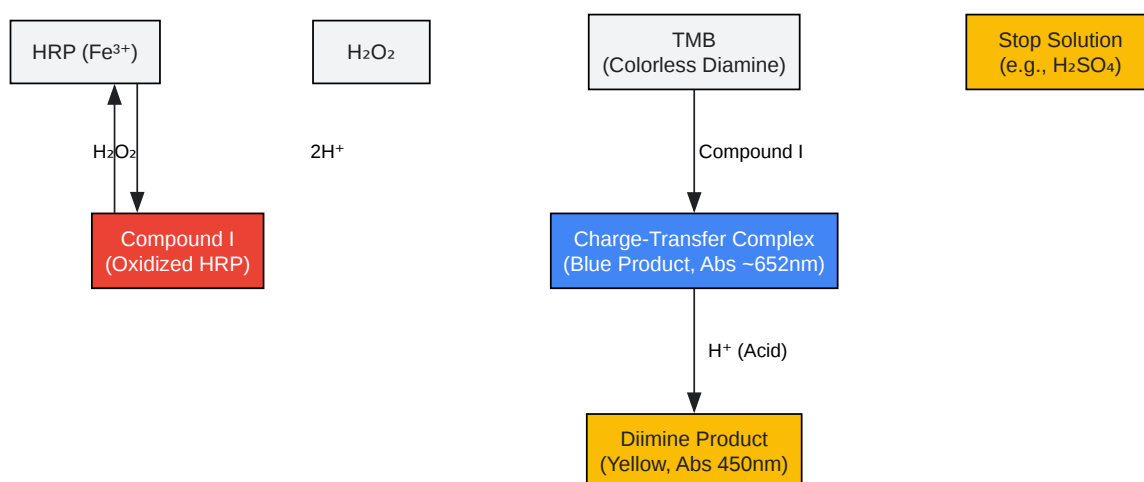 HRP (Fe³⁺)
H₂O₂
TMB
(Colorless Diamine)
Stop Solution
(e.g., H₂SO₄)
H₂O₂
2H⁺
Compound I
Compound I
(Oxidized HRP)
Charge-Transfer Complex
(Blue Product, Abs ~652nm)
H⁺ (Acid)
Diimine Product
(Yellow, Abs 450nm)